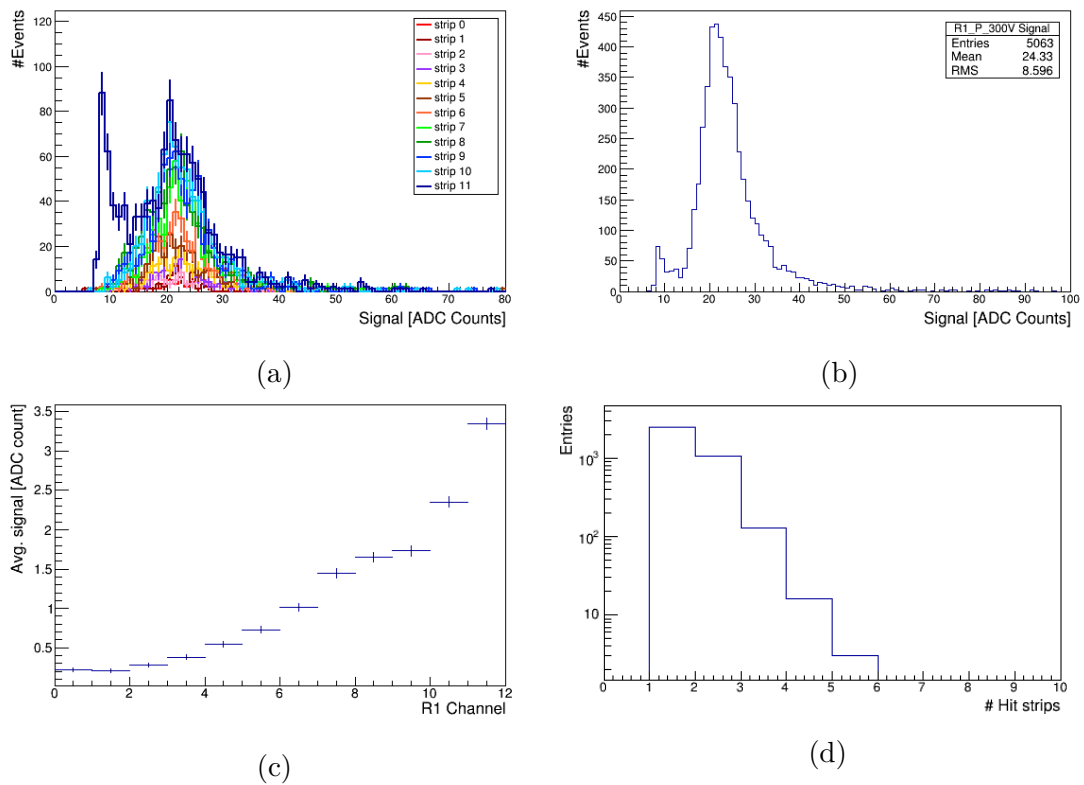 #Events
120
100
80
60
40
20
0
0 10 20 30 40 50 60 70 80
Signal [ADC Counts]
strip 0
strip 1
strip 2
strip 3
strip 4
strip 5
strip 6
strip 7
strip 8
strip 9
strip 10
strip 11
(a)
#Events
450
400
350
300
250
200
150
100
50
0
0 10 20 30 40 50 60 70 80 90 100
Signal [ADC Counts]
R1_P_300V Signal
Entries 5063
Mean 24.33
RMS 8.596
(b)
Avg. signal [ADC count]
3.5
3
2.5
2
1.5
1
0.5
0 2 4 6 8 10 12
R1 Channel
(c)
Entries
10³
10²
10
0 1 2 3 4 5 6 7 8 9 10
# Hit strips
(d)